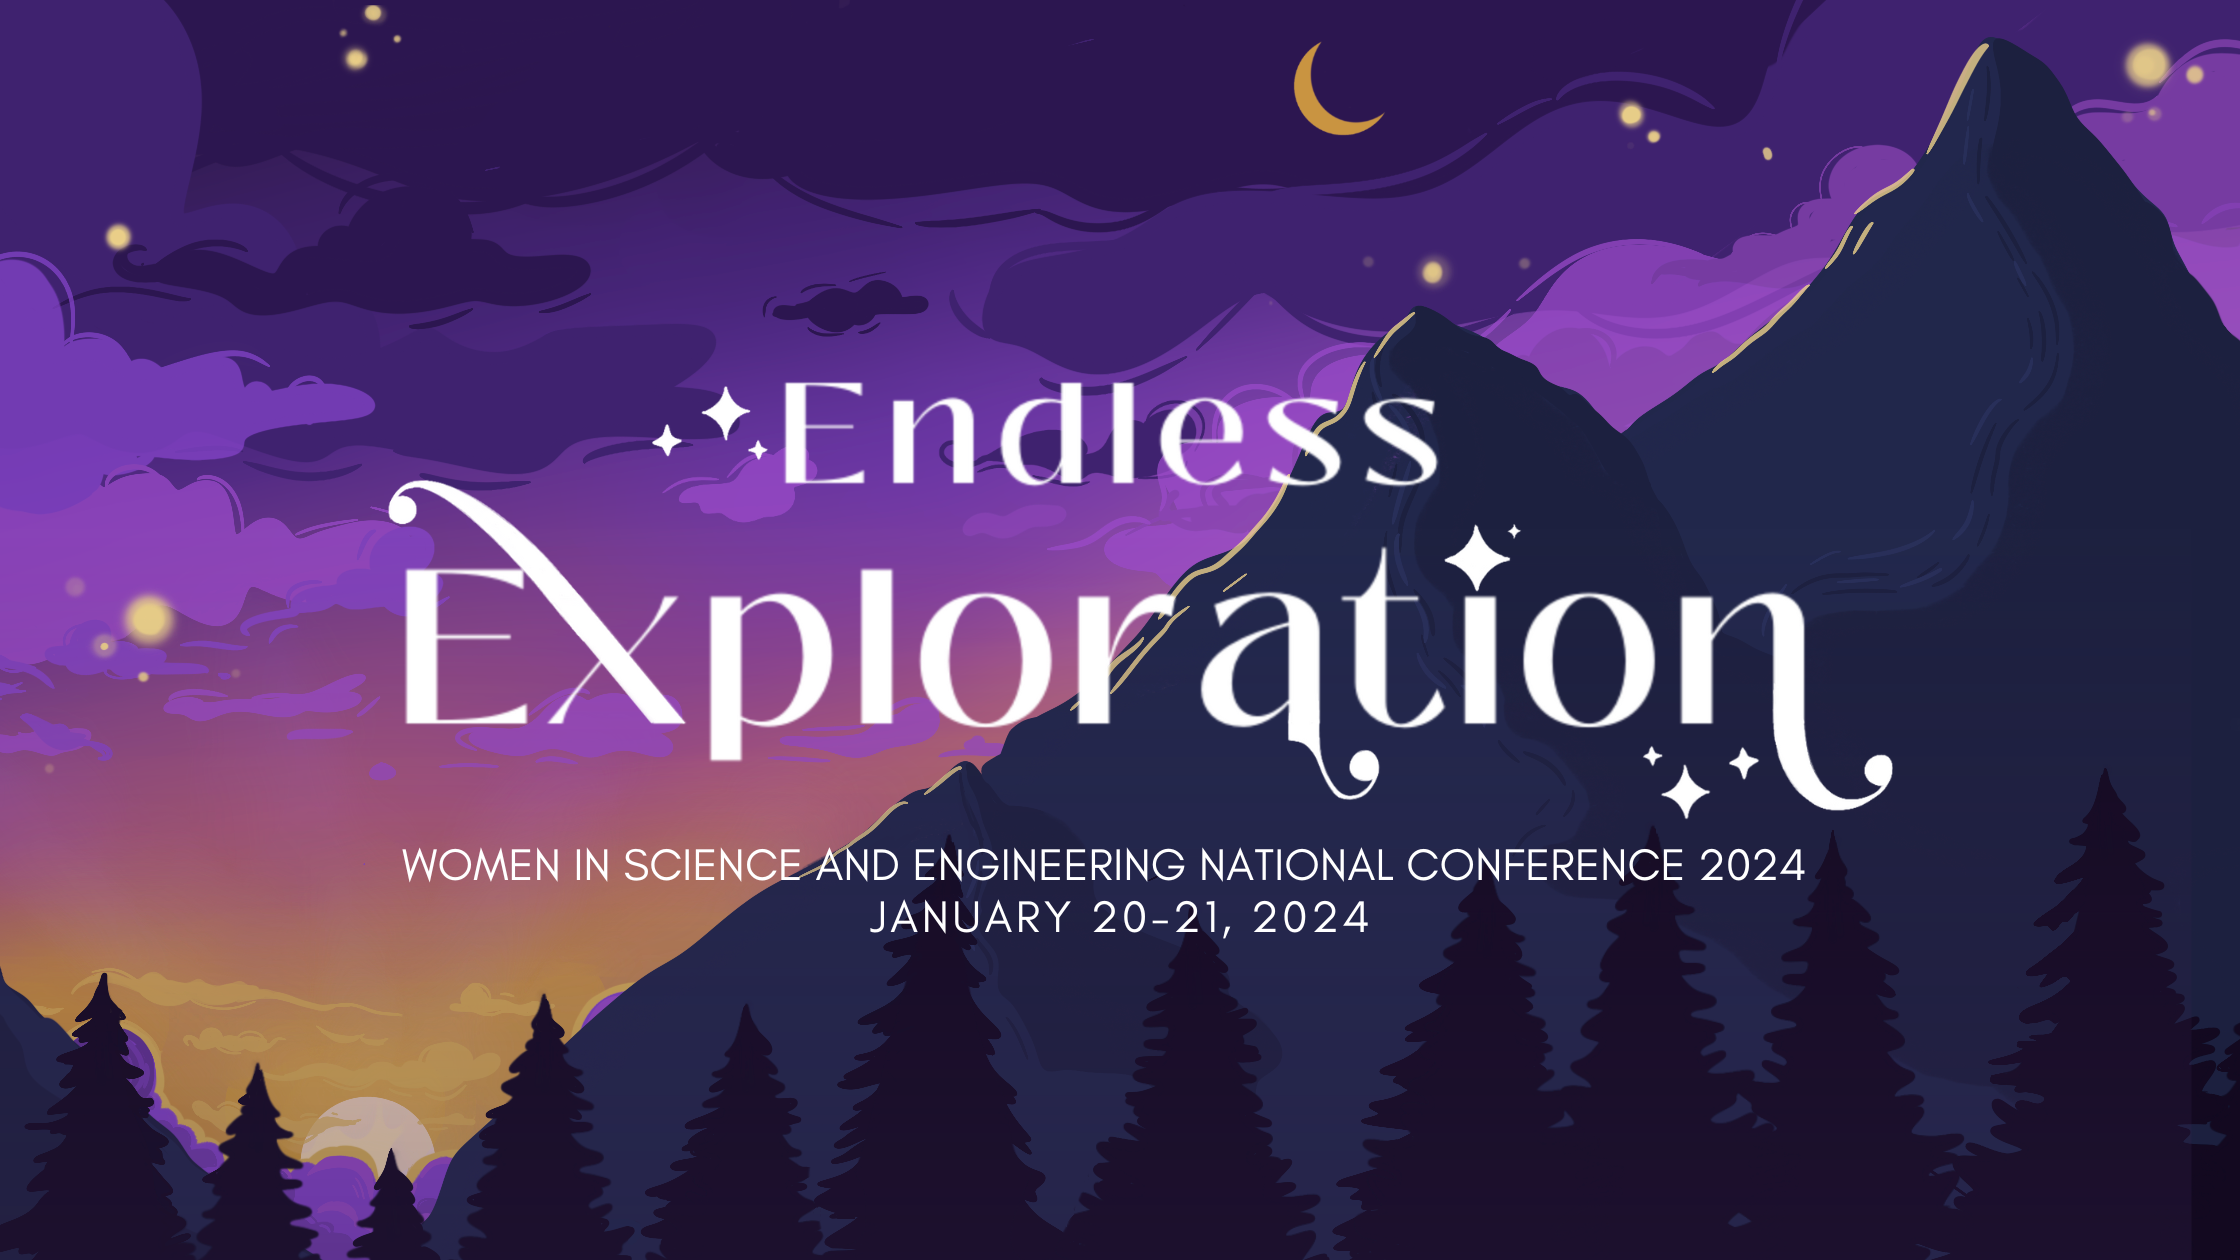 Endless
Exploration
WOMEN IN SCIENCE AND ENGINEERING NATIONAL CONFERENCE 2024
JANUARY 20-21, 2024